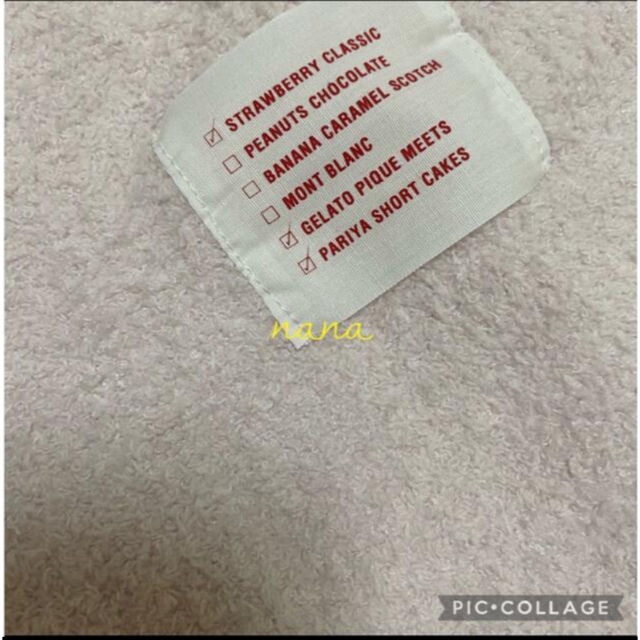 ☑ STRAWBERRY CLASSIC
☐ PEANUTS CHOCOLATE
☐ BANANA CARAMEL SCOTCH
☐ MONT BLANC
☑ GELATO PIQUE MEETS
☑ PARIYA SHORT CAKES
nana
PIC•COLLAGE